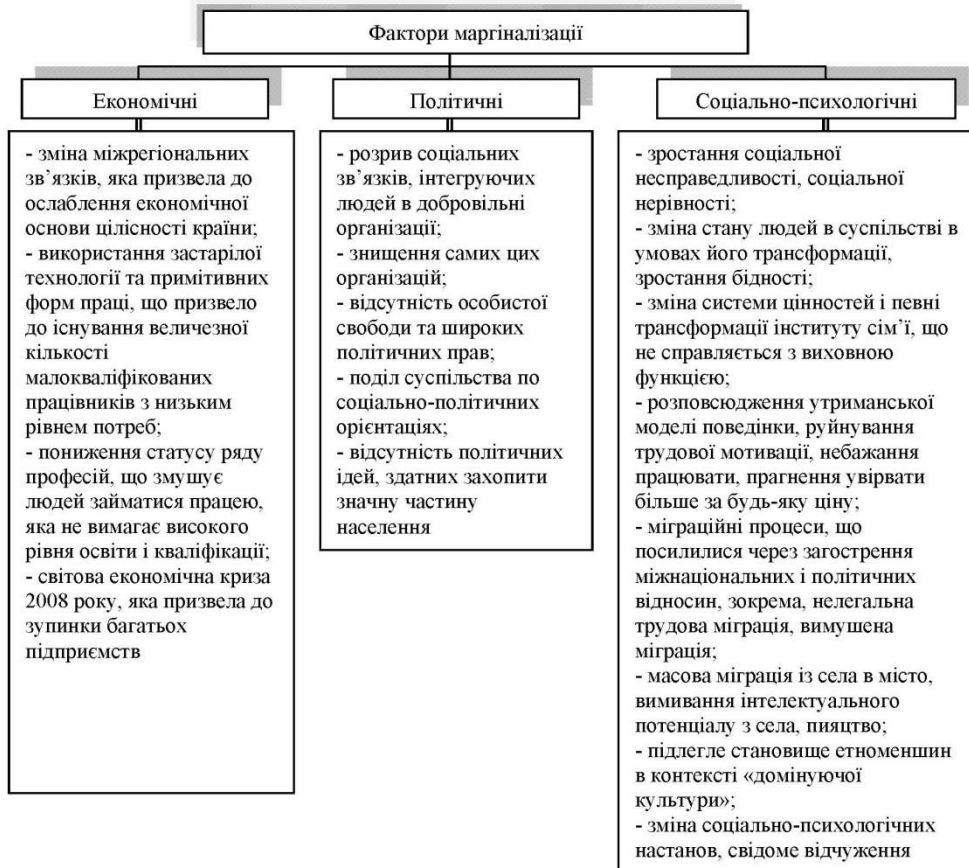 Фактори маргіналізації
Економічні
- зміна міжрегіональних
зв’язків, яка призвела до
ослаблення економічної
основи цілісності країни;
- використання застарілої
технології та примітивних
форм праці, що призвело
до існування величезної
кількості
малокваліфікованих
працівників з низьким
рівнем потреб;
- пониження статусу ряду
професій, що змушує
людей займатися працею,
яка не вимагає високого
рівня освіти і кваліфікації;
- світова економічна криза
2008 року, яка призвела до
зупинки багатьох
підприємств
Політичні
- розрив соціальних
зв’язків, інтегруючих
людей в добровільні
організації;
- знищення самих цих
організацій;
- відсутність особистої
свободи та широких
політичних прав;
- поділ суспільства по
соціально-політичних
орієнтаціях;
- відсутність політичних
ідей, здатних захопити
значну частину
населення
Соціально-психологічні
- зростання соціальної
несправедливості, соціальної
нерівності;
- зміна стану людей в суспільстві в
умовах його трансформації,
зростання бідності;
- зміна системи цінностей і певні
трансформації інституту сім’ї, що
не справляється з виховною
функцією;
- розповсюдження утриманської
моделі поведінки, руйнування
трудової мотивації, небажання
працювати, прагнення увірвати
більше за будь-яку ціну;
- міграційні процеси, що
посилилися через загострення
міжнаціональних і політичних
відносин, зокрема, нелегальна
трудова міграція, вимушена
міграція;
- масова міграція із села в місто,
вимивання інтелектуального
потенціалу з села, пияцтво;
- підлегле становище етноменшин
в контексті «домінуючої
культури»;
- зміна соціально-психологічних
настанов, свідоме відчуження